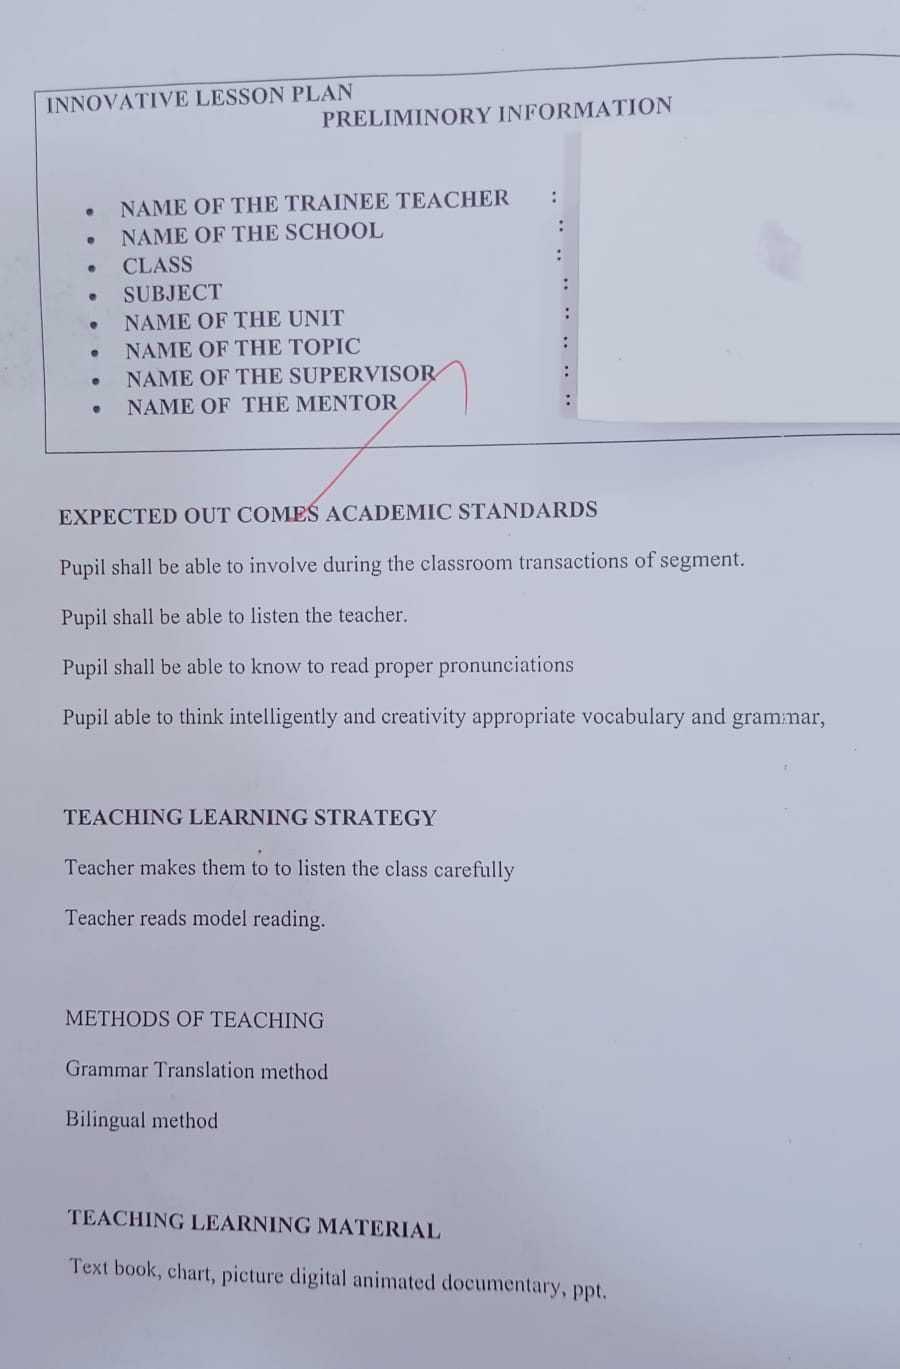 INNOVATIVE LESSON PLAN
PRELIMINORY INFORMATION
• NAME OF THE TRAINEE TEACHER :
• NAME OF THE SCHOOL :
• CLASS :
• SUBJECT :
• NAME OF THE UNIT :
• NAME OF THE TOPIC :
• NAME OF THE SUPERVISOR :
• NAME OF THE MENTOR :
EXPECTED OUT COMES ACADEMIC STANDARDS
Pupil shall be able to involve during the classroom transactions of segment.
Pupil shall be able to listen the teacher.
Pupil shall be able to know to read proper pronunciations
Pupil able to think intelligently and creativity appropriate vocabulary and grammar,
TEACHING LEARNING STRATEGY
Teacher makes them to to listen the class carefully
Teacher reads model reading.
METHODS OF TEACHING
Grammar Translation method
Bilingual method
TEACHING LEARNING MATERIAL
Text book, chart, picture digital animated documentary, ppt.